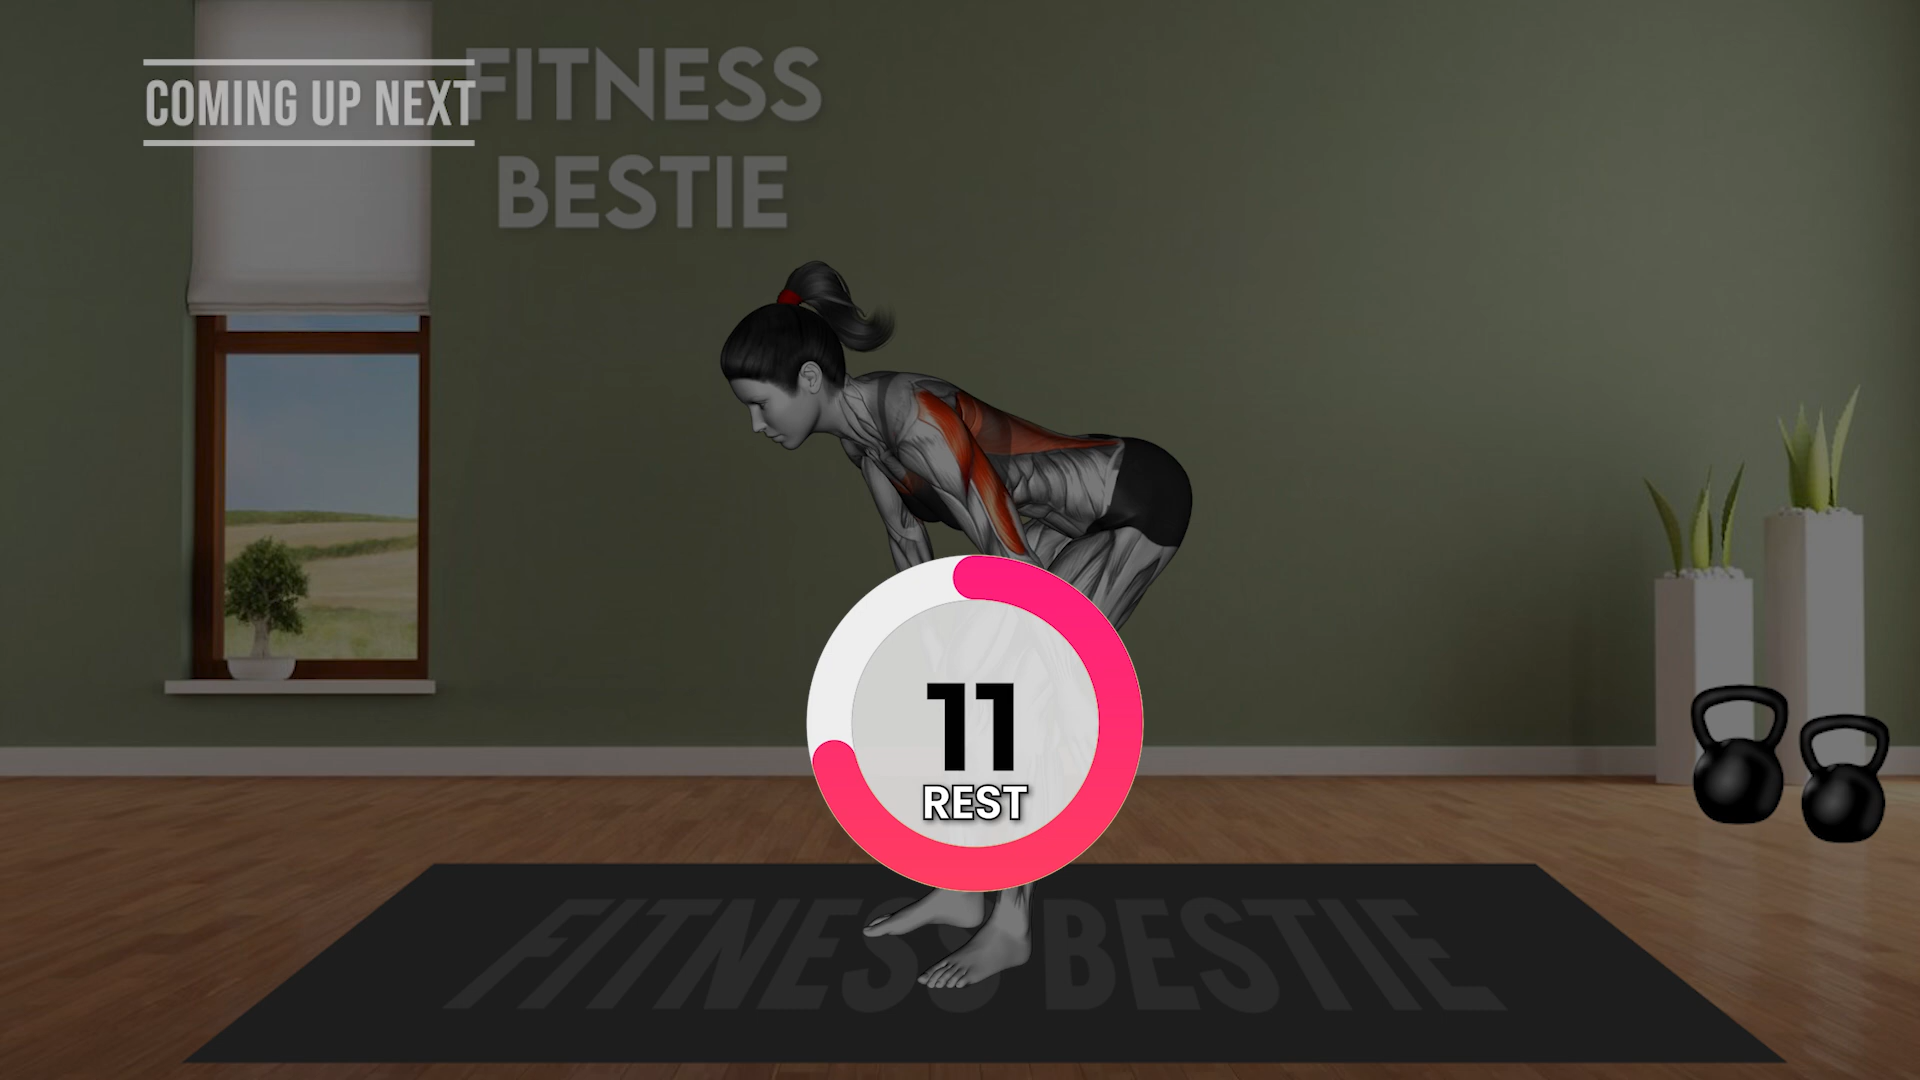 COMING UP NEXT
FITNESS
BESTIE
11
REST
FITNESS BESTIE